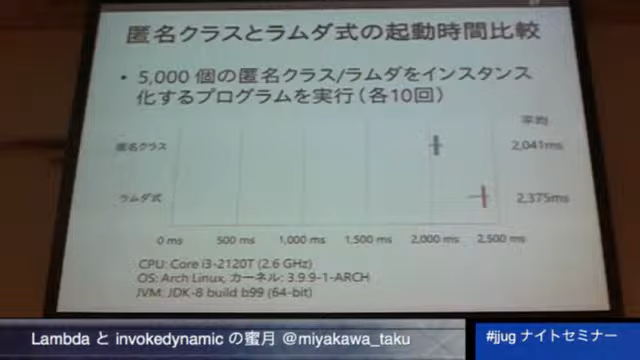 匿名クラスとラムダ式の起動時間比較
• 5,000 個の匿名クラス/ラムダをインスタンス
化するプログラムを実行（各10回）
平均
匿名クラス 2,041ms
ラムダ式 2,375ms
0 ms 500 ms 1,000 ms 1,500 ms 2,000 ms 2,500 ms
CPU: Core i3-2120T (2.6 GHz)
OS: Arch Linux, カーネル: 3.9.9-1-ARCH
JVM: JDK-8 build b99 (64-bit)
Lambda と invokedynamic の蜜月 @miyakawa_taku
#jjug ナイトセミナー